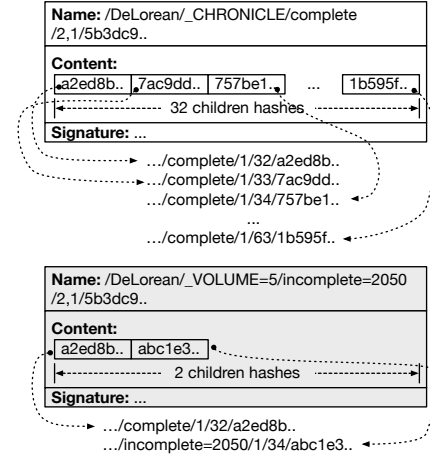 Name: /DeLorean/_CHRONICLE/complete
/2,1/5b3dc9..
Content:
a2ed8b.. 7ac9dd.. 757be1.. ... 1b595f..
32 children hashes
Signature: ...
.../complete/1/32/a2ed8b..
.../complete/1/33/7ac9dd..
.../complete/1/34/757be1..
...
.../complete/1/63/1b595f..
Name: /DeLorean/_VOLUME=5/incomplete=2050
/2,1/5b3dc9..
Content:
a2ed8b.. abc1e3..
2 children hashes
Signature: ...
.../complete/1/32/a2ed8b..
.../incomplete=2050/1/34/abc1e3..